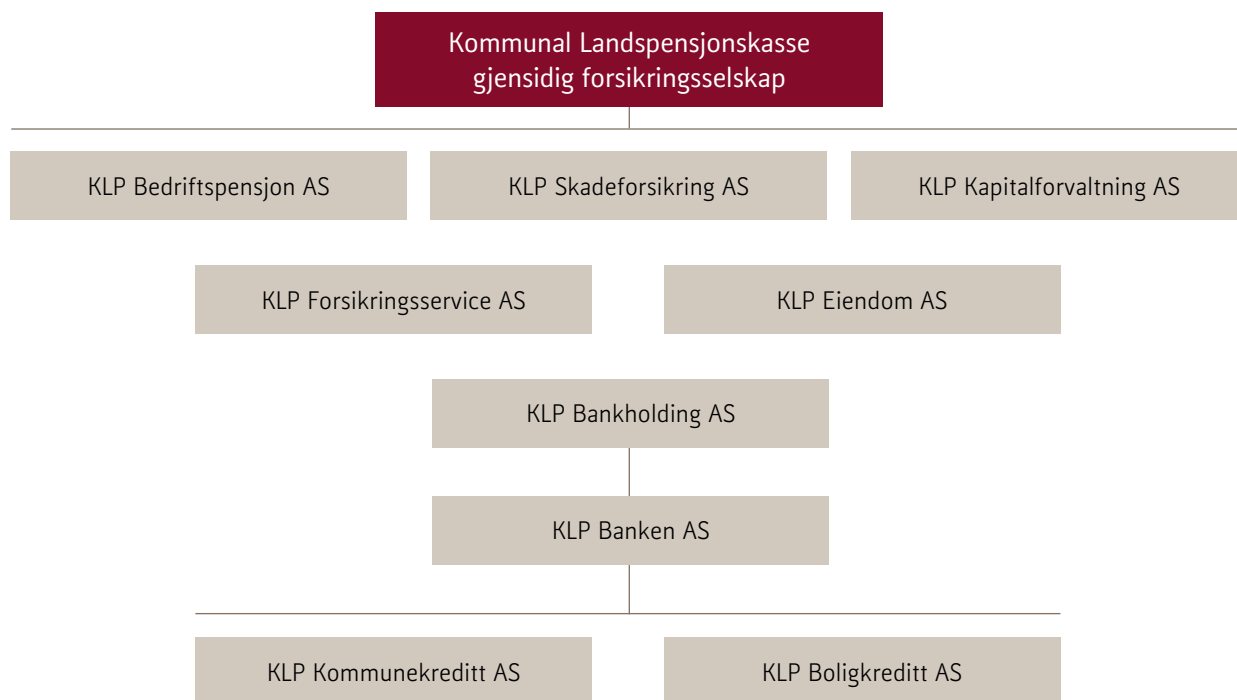 Kommunal Landspensjonskasse
gjensidig forsikringsselskap
KLP Bedriftspensjon AS
KLP Skadeforsikring AS
KLP Kapitalforvaltning AS
KLP Forsikringsservice AS
KLP Eiendom AS
KLP Bankholding AS
KLP Banken AS
KLP Kommunekreditt AS
KLP Boligkreditt AS